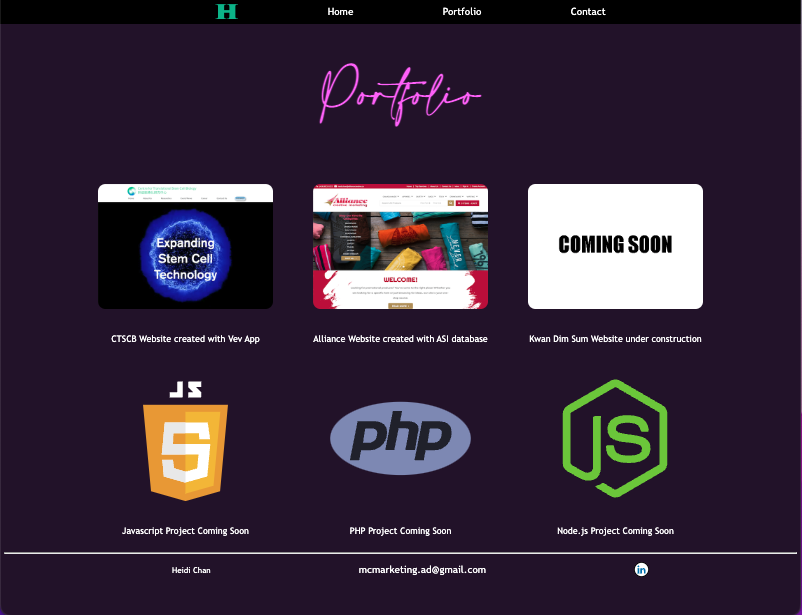 H
Home
Portfolio
Contact
Portfolio
Expanding
Stem Cell
Technology
Alliance
WELCOME!
COMING SOON
CTSCB Website created with Vev App
Alliance Website created with ASI database
Kwan Dim Sum Website under construction
JS
5
php
JS
Javascript Project Coming Soon
PHP Project Coming Soon
Node.js Project Coming Soon
Heidi Chan
mcmarketing.ad@gmail.com
in